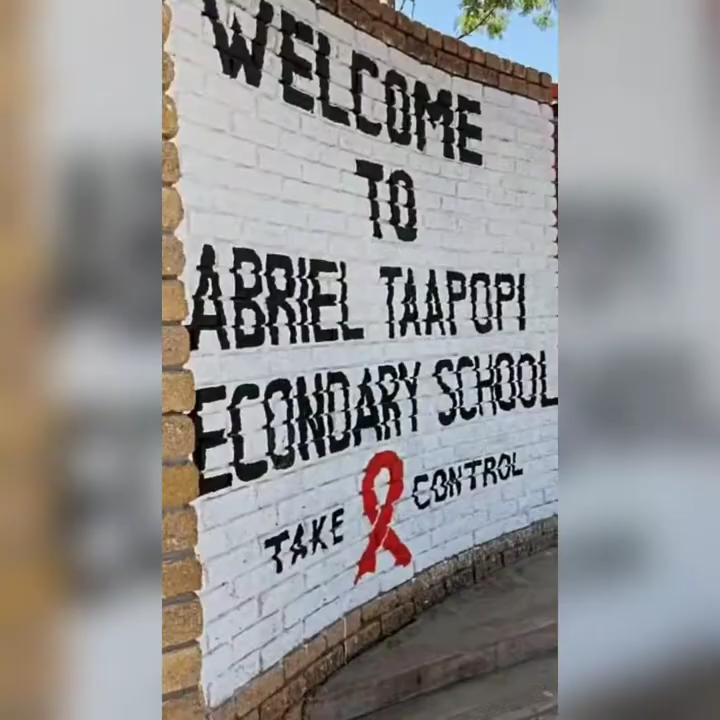 WELCOME
TO
ABRIEL TAAPOPI
ECONDARY SCHOOL
TAKE CONTROL